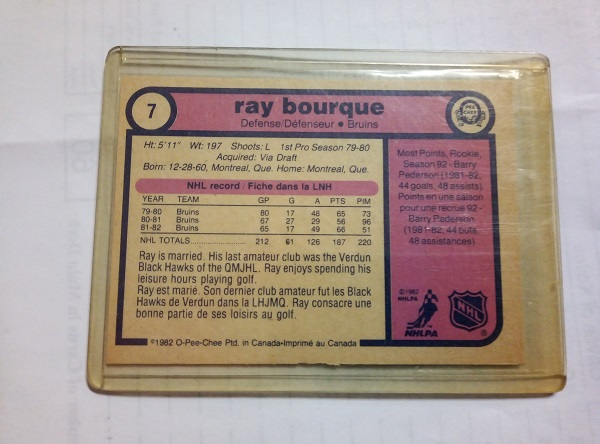 7
ray bourque
Defense/Défenseur • Bruins
O PEE CHEE
Ht: 5'11" Wt: 197 Shoots: L 1st Pro Season 79-80
Acquired: Via Draft
Born: 12-28-60, Montreal, Que. Home: Montreal, Que.
NHL record / Fiche dans la LNH
YEAR TEAM GP G A PTS PIM
79-80 Bruins 80 17 48 65 73
80-81 Bruins 67 27 29 56 96
81-82 Bruins 65 17 49 66 51
NHL TOTALS 212 61 126 187 220
Ray is married. His last amateur club was the Verdun
Black Hawks of the QMJHL. Ray enjoys spending his
leisure hours playing golf.
Ray est marié. Son dernier club amateur fut les Black
Hawks de Verdun dans la LHJMQ. Ray consacre une
bonne partie de ses loisirs au golf.
Most Points, Rookie,
Season 92 - Barry
Pederson (1981-82,
44 goals, 48 assists).
Points en une saison
pour une recrue 92 -
Barry Pederson
(1981-82, 44 buts,
48 assistances)
©1982
NHLPA
NHLPA
NHL
©1982 O-Pee-Chee Ptd. in Canada•Imprimé au Canada